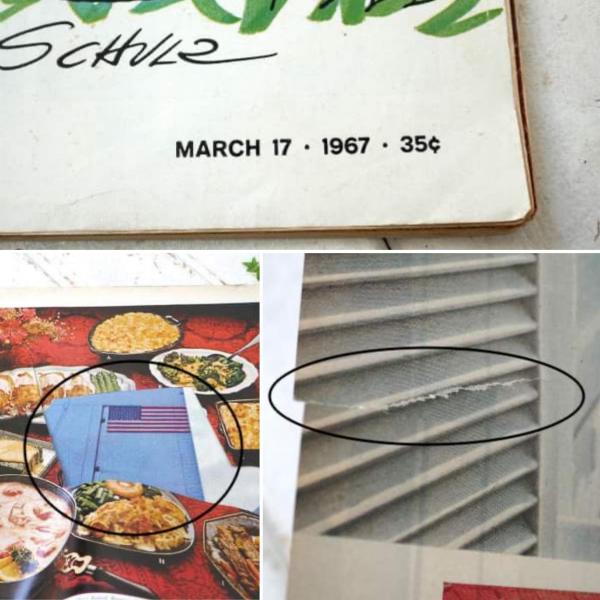 SCHULZ
MARCH 17 · 1967 · 35¢